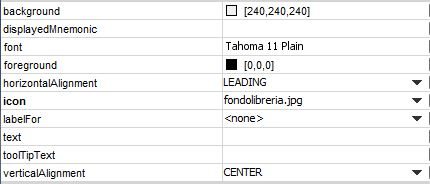 background [240,240,240]
displayedMnemonic
font Tahoma 11 Plain
foreground [0,0,0]
horizontalAlignment LEADING
icon fondolibreria.jpg
labelFor <none>
text
toolTipText
verticalAlignment CENTER